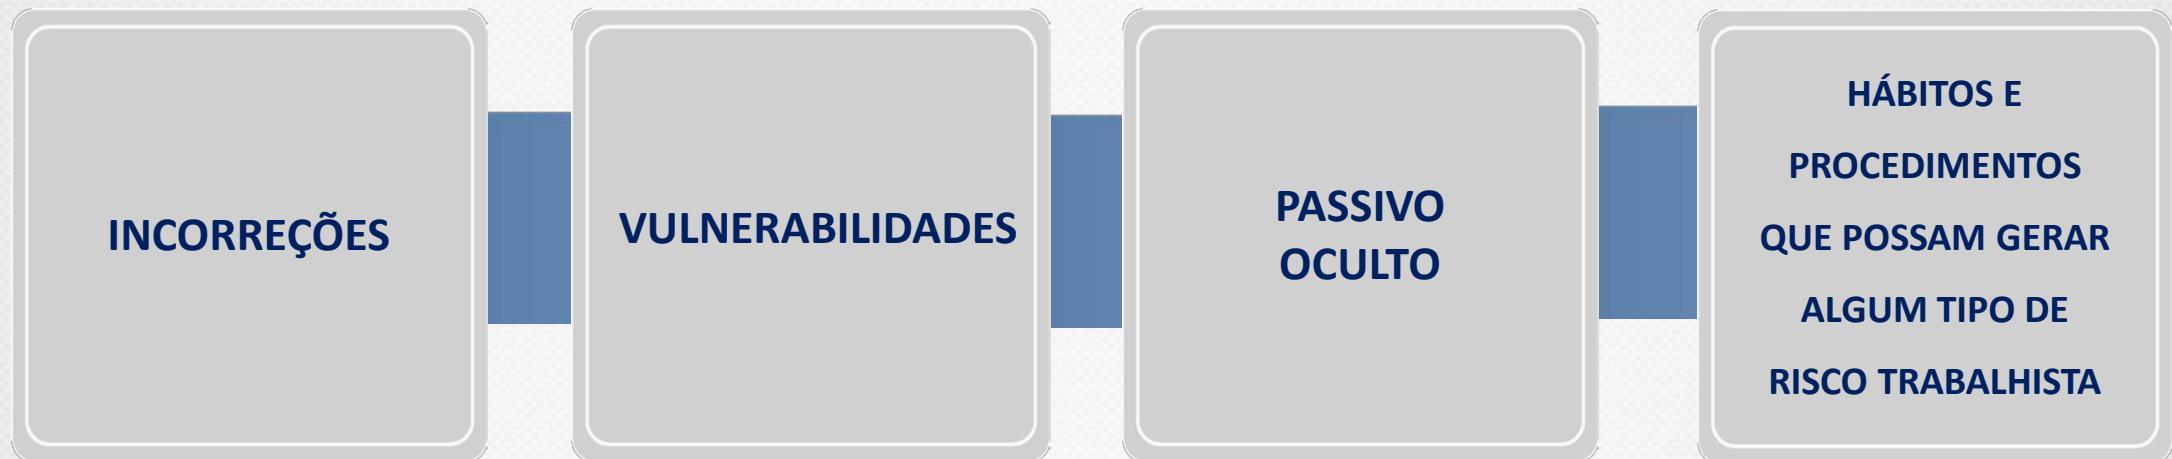 INCORREÇÕES
VULNERABILIDADES
PASSIVO
OCULTO
HÁBITOS E
PROCEDIMENTOS
QUE POSSAM GERAR
ALGUM TIPO DE
RISCO TRABALHISTA